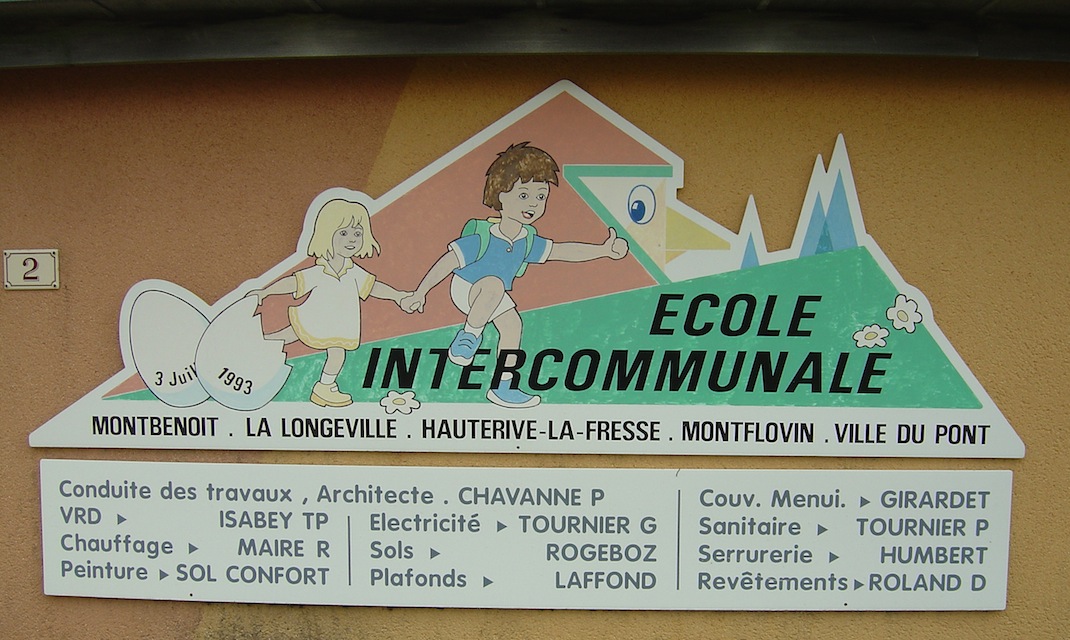 2
ECOLE
INTERCOMMUNALE
3 Juil 1993
MONTBENOIT . LA LONGEVILLE . HAUTERIVE-LA-FRESSE . MONTFLOVIN . VILLE DU PONT
Conduite des travaux , Architecte . CHAVANNE P
VRD ▸ ISABEY TP
Chauffage ▸ MAIRE R
Peinture ▸ SOL CONFORT
Electricité ▸ TOURNIER G
Sols ▸ ROGEBOZ
Plafonds ▸ LAFFOND
Couv. Menui. ▸ GIRARDET
Sanitaire ▸ TOURNIER P
Serrurerie ▸ HUMBERT
Revêtements ▸ ROLAND D